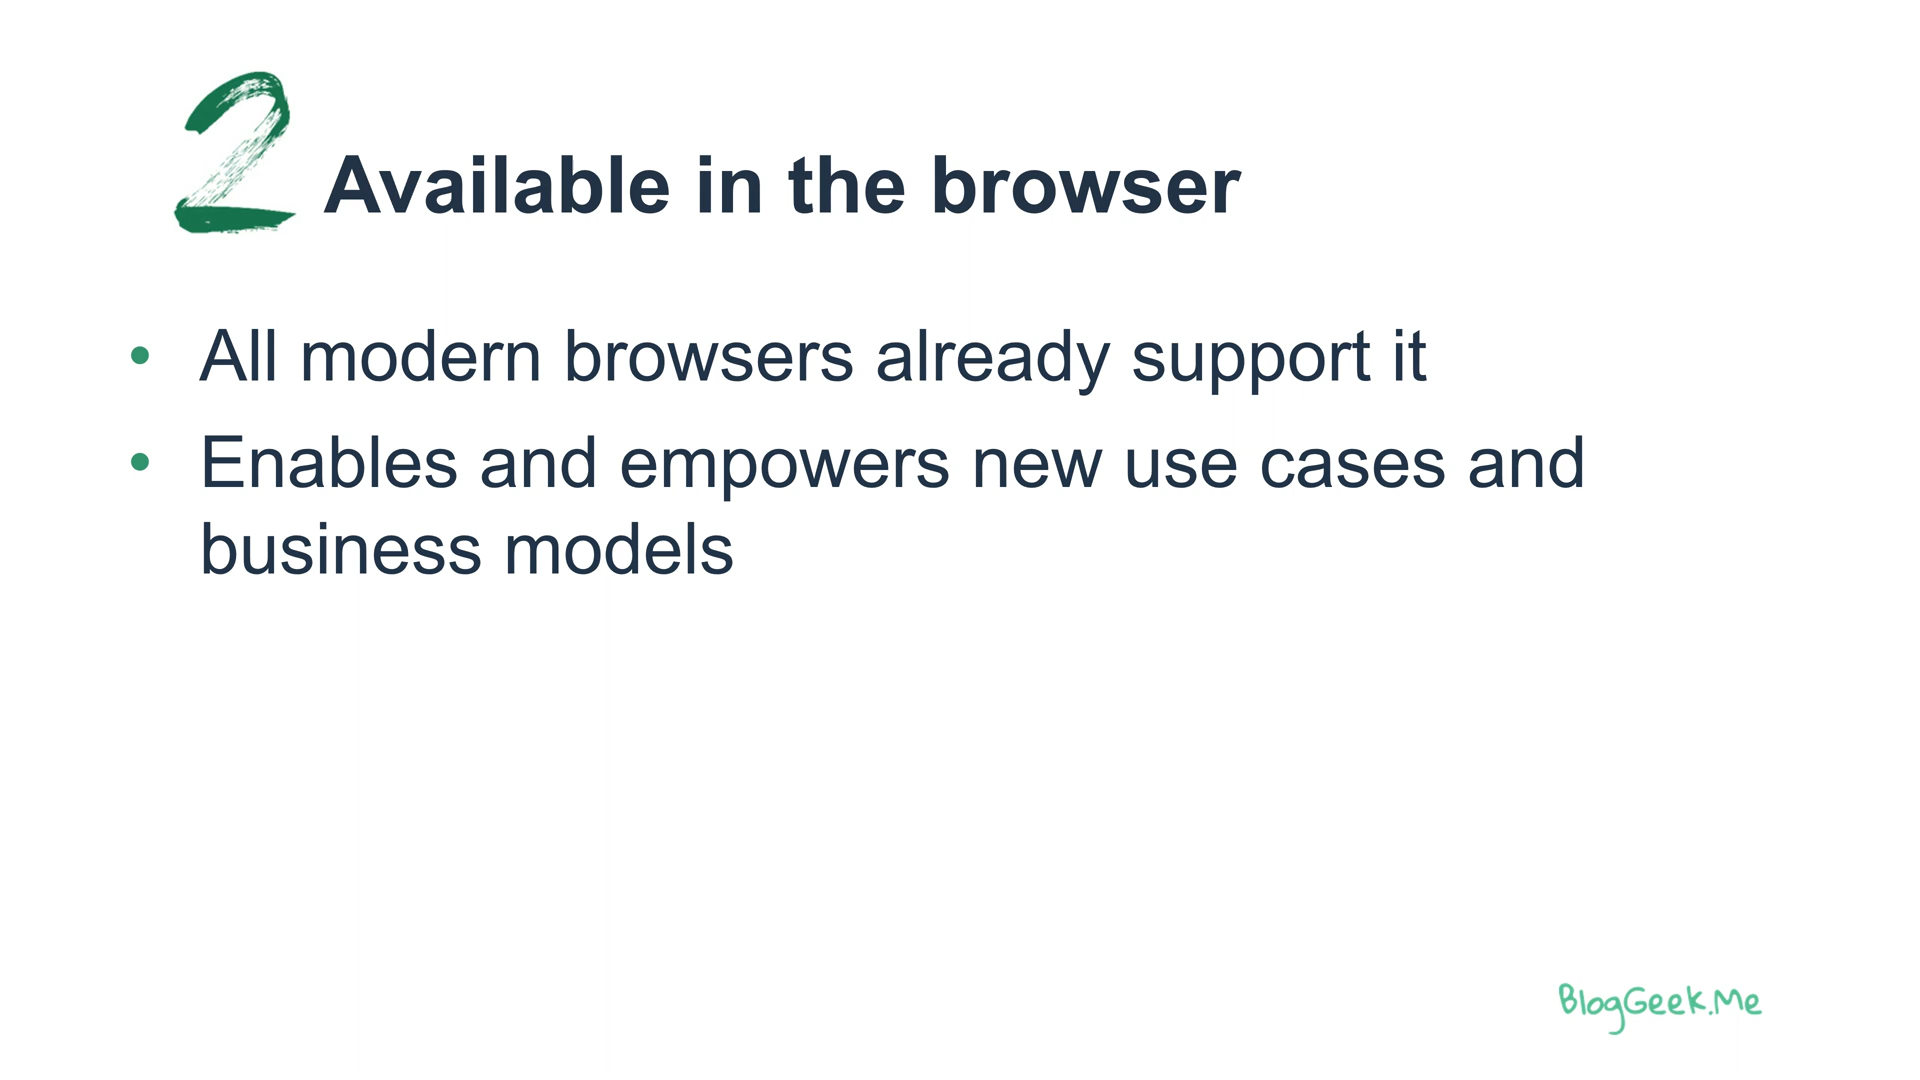 2 Available in the browser
• All modern browsers already support it
• Enables and empowers new use cases and
business models
BlogGeek.Me